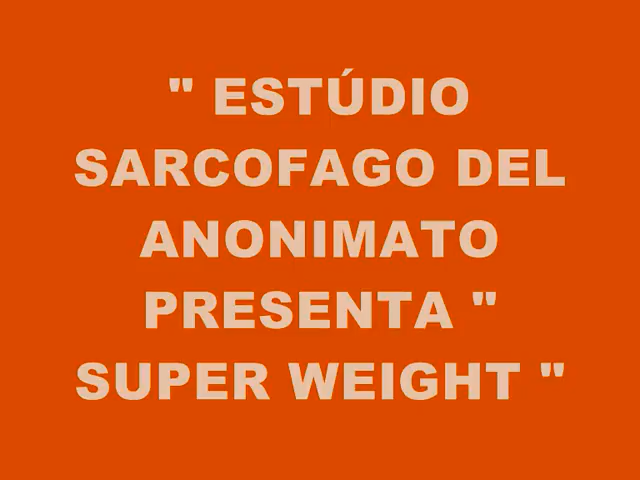 " ESTÚDIO
SARCOFAGO DEL
ANONIMATO
PRESENTA "
SUPER WEIGHT "